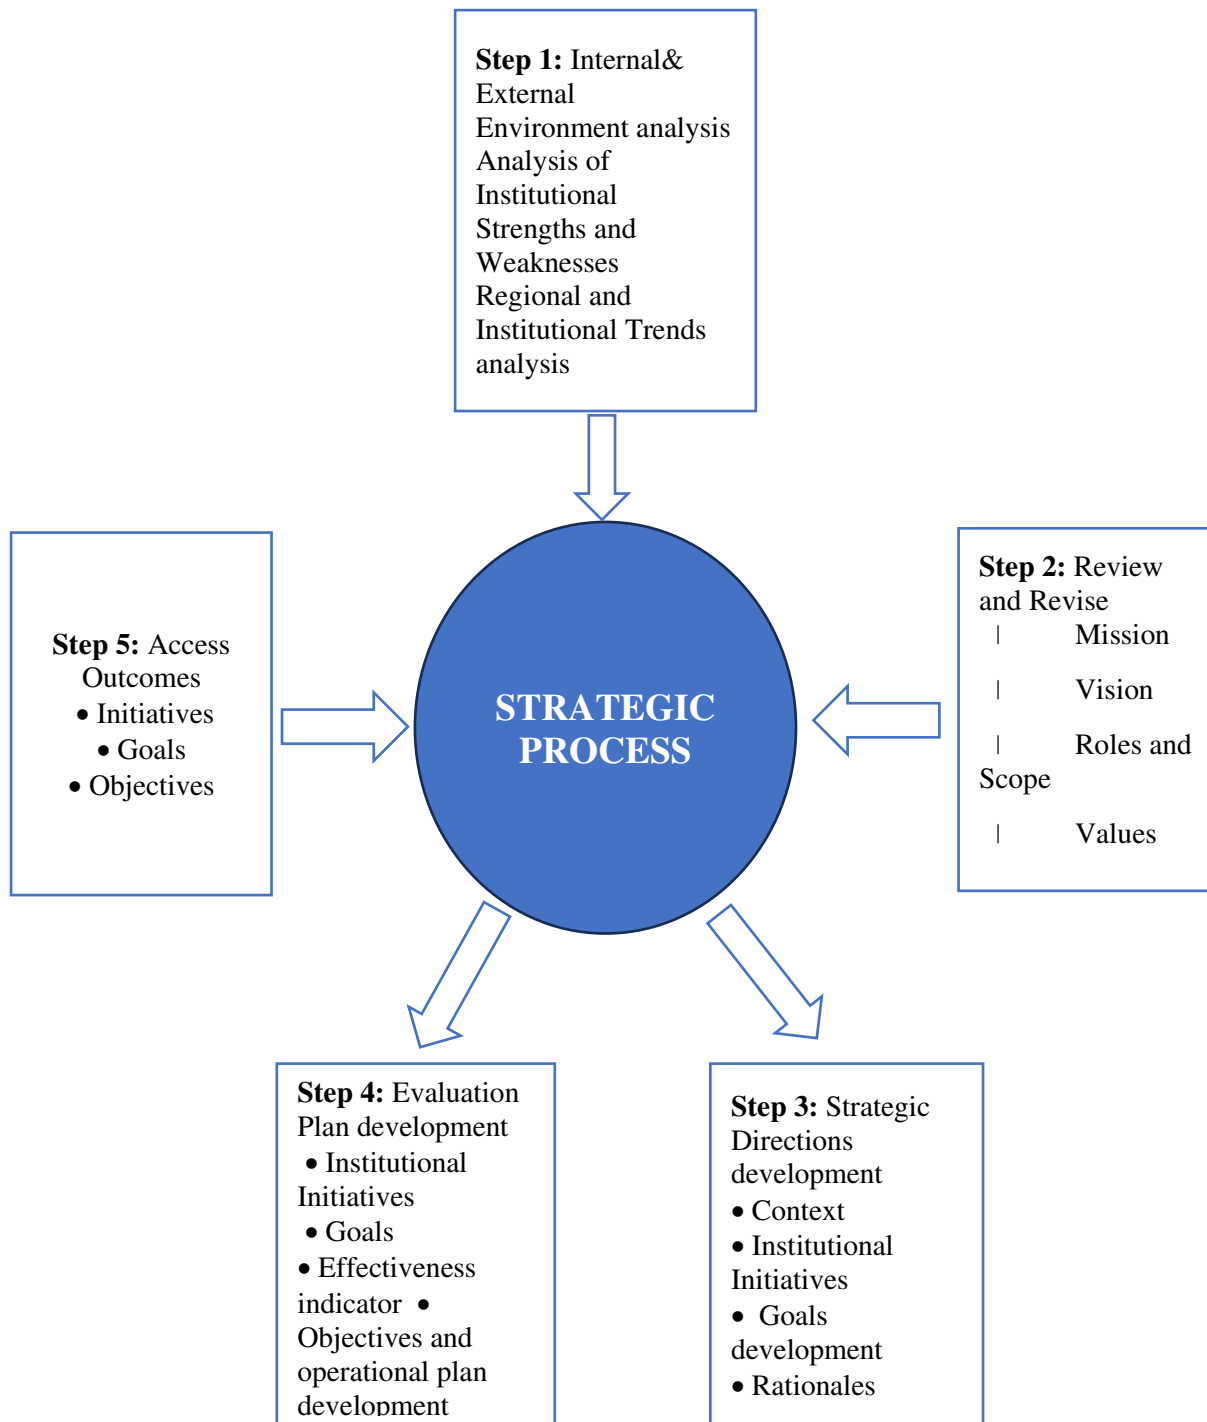 Step 1: Internal&
External
Environment analysis
Analysis of
Institutional
Strengths and
Weaknesses
Regional and
Institutional Trends
analysis
Step 2: Review
and Revise
| Mission
| Vision
| Roles and
Scope
| Values
STRATEGIC
PROCESS
Step 5: Access
Outcomes
• Initiatives
• Goals
• Objectives
Step 4: Evaluation
Plan development
• Institutional
Initiatives
• Goals
• Effectiveness
indicator •
Objectives and
operational plan
development
Step 3: Strategic
Directions
development
• Context
• Institutional
Initiatives
• Goals
development
• Rationales